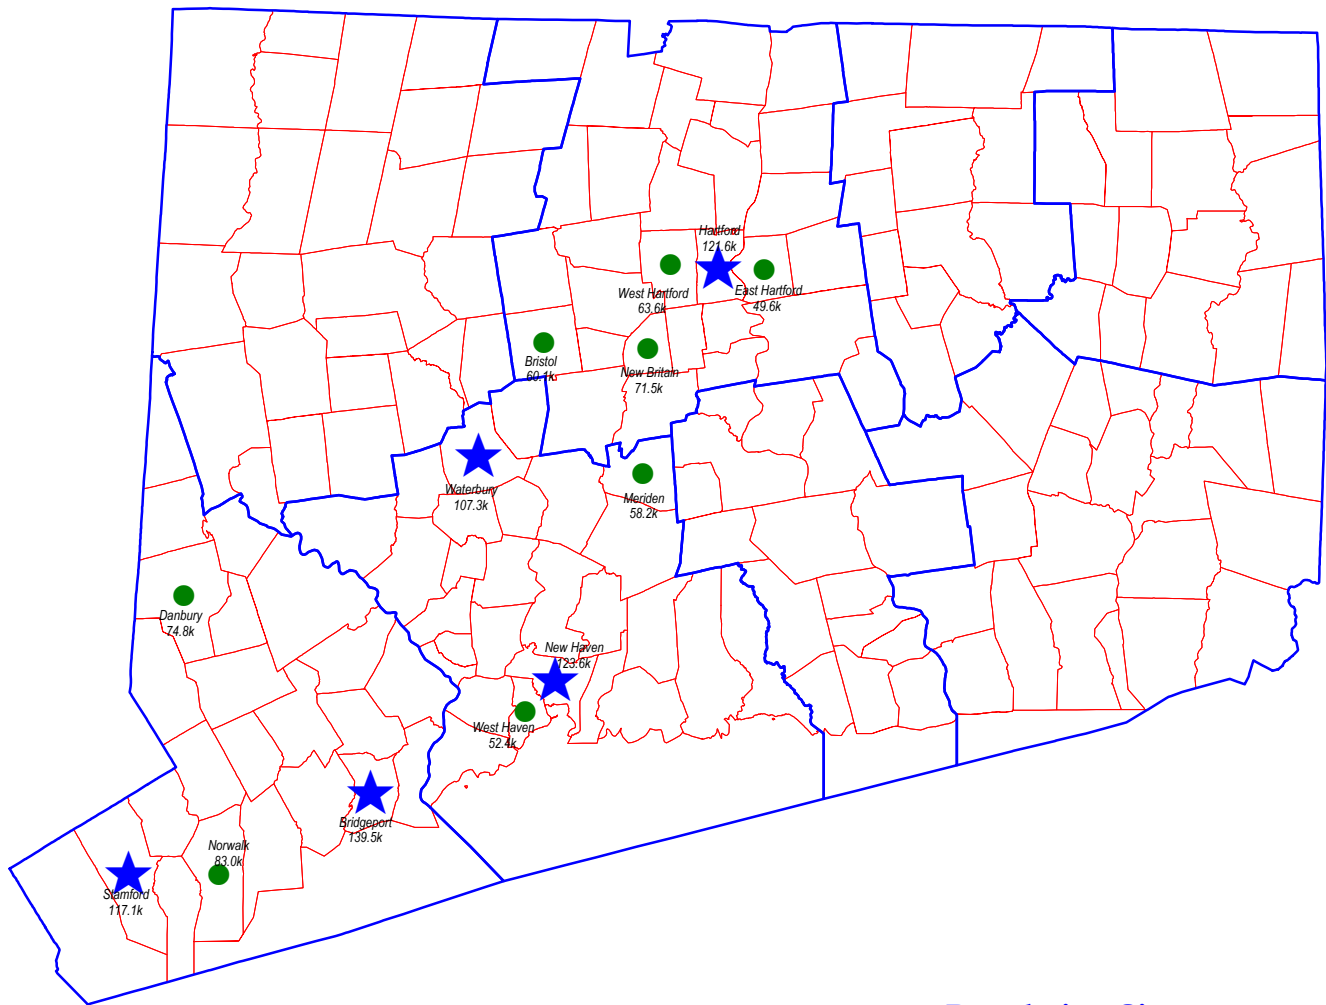 Hartford
121.6k
West Hartford
63.6k
East Hartford
49.6k
Bristol
60.1k
New Britain
71.5k
Waterbury
107.3k
Meriden
58.2k
Danbury
74.8k
New Haven
123.6k
West Haven
52.4k
Bridgeport
139.5k
Norwalk
83.0k
Stamford
117.1k